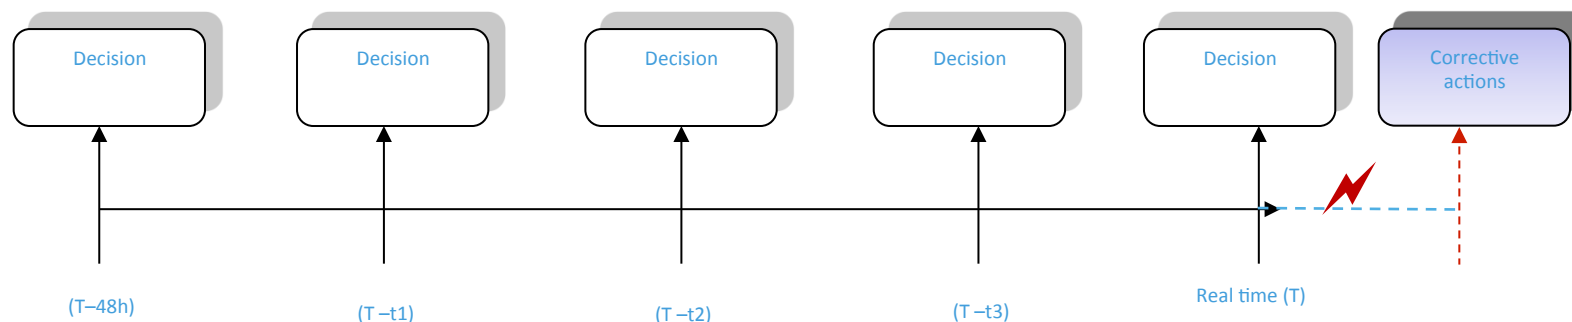 Decision
Decision
Decision
Decision
Decision
Corrective
actions
(T–48h)
(T –t1)
(T –t2)
(T –t3)
Real time (T)